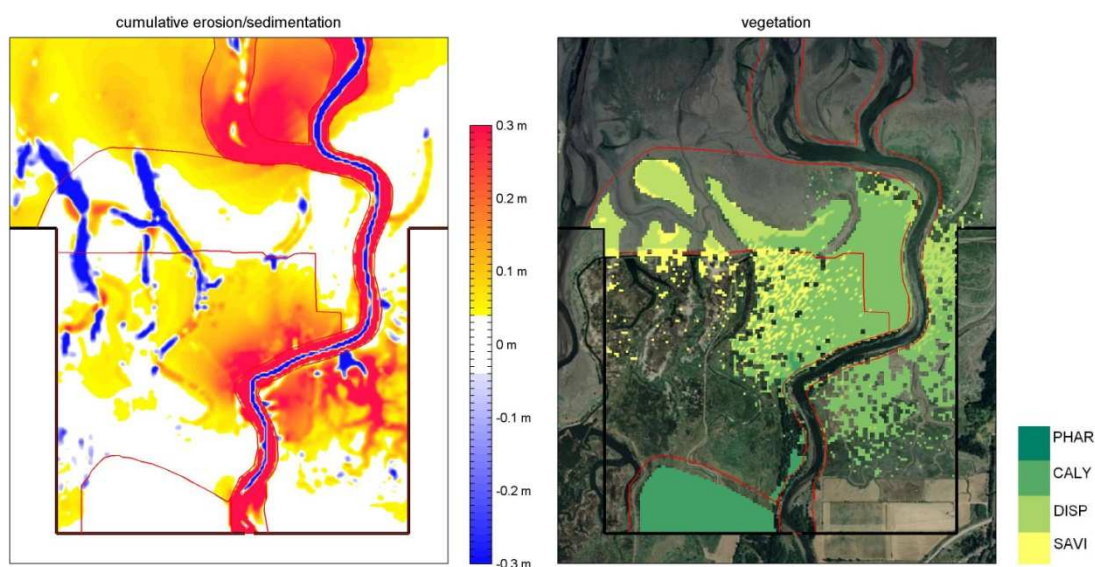 cumulative erosion/sedimentation
vegetation
0.3 m
0.2 m
0.1 m
0 m
-0.1 m
-0.2 m
-0.3 m
PHAR
CALY
DISP
SAVI